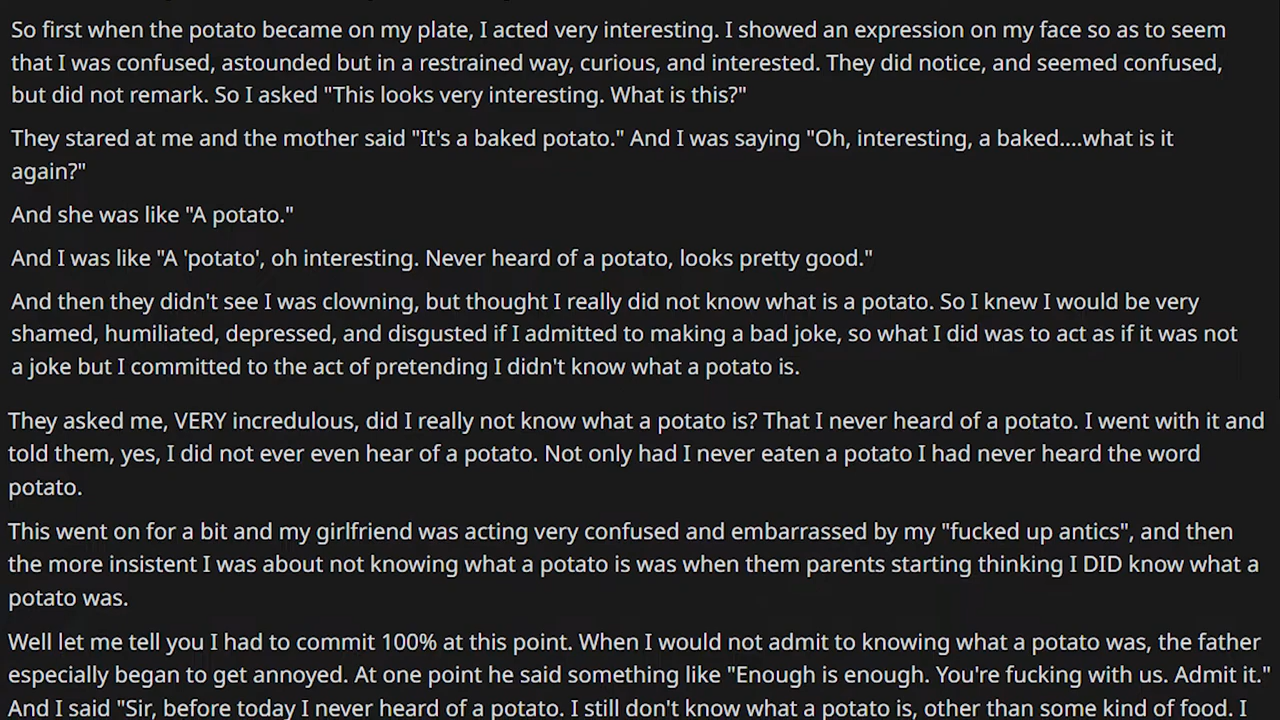 So first when the potato became on my plate, I acted very interesting. I showed an expression on my face so as to seem
that I was confused, astounded but in a restrained way, curious, and interested. They did notice, and seemed confused,
but did not remark. So I asked "This looks very interesting. What is this?"
They stared at me and the mother said "It's a baked potato." And I was saying "Oh, interesting, a baked....what is it
again?"
And she was like "A potato."
And I was like "A 'potato', oh interesting. Never heard of a potato, looks pretty good."
And then they didn't see I was clowning, but thought I really did not know what is a potato. So I knew I would be very
shamed, humiliated, depressed, and disgusted if I admitted to making a bad joke, so what I did was to act as if it was not
a joke but I committed to the act of pretending I didn't know what a potato is.
They asked me, VERY incredulous, did I really not know what a potato is? That I never heard of a potato. I went with it and
told them, yes, I did not ever even hear of a potato. Not only had I never eaten a potato I had never heard the word
potato.
This went on for a bit and my girlfriend was acting very confused and embarrassed by my "fucked up antics", and then
the more insistent I was about not knowing what a potato is was when them parents starting thinking I DID know what a
potato was.
Well let me tell you I had to commit 100% at this point. When I would not admit to knowing what a potato was, the father
especially began to get annoyed. At one point he said something like "Enough is enough. You're fucking with us. Admit it."
And I said "Sir, before today I never heard of a potato. I still don't know what a potato is, other than some kind of food. I